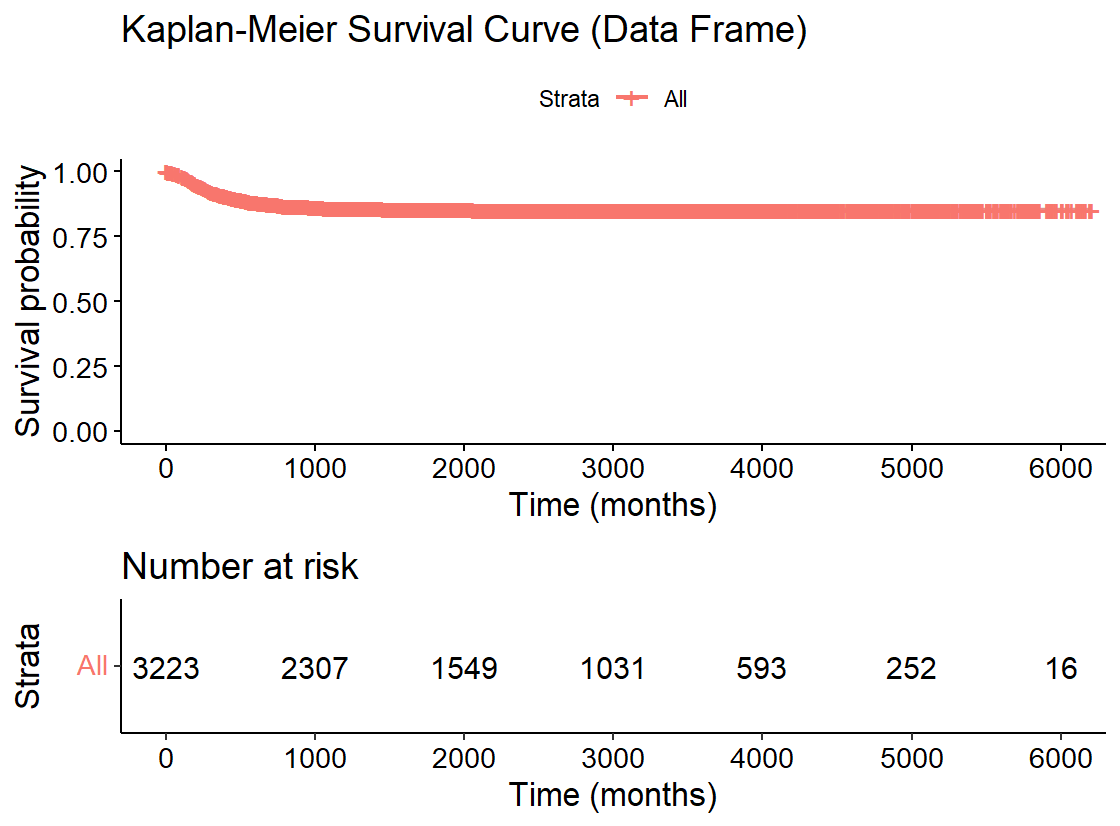 Kaplan-Meier Survival Curve (Data Frame)
Strata All
Survival probability
1.00
0.75
0.50
0.25
0.00
0 1000 2000 3000 4000 5000 6000
Time (months)
Number at risk
Strata
All 3223 2307 1549 1031 593 252 16
0 1000 2000 3000 4000 5000 6000
Time (months)